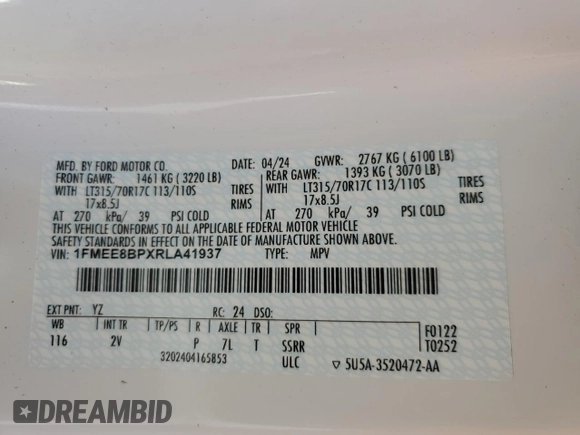 MFD. BY FORD MOTOR CO. DATE: 04/24 GVWR: 2767 KG ( 6100 LB)
FRONT GAWR: 1461 KG ( 3220 LB) REAR GAWR: 1393 KG ( 3070 LB)
WITH LT315/70R17C 113/110S TIRES WITH LT315/70R17C 113/110S TIRES
17x8.5J RIMS 17x8.5J RIMS
AT 270 kPa/ 39 PSI COLD AT 270 kPa/ 39 PSI COLD
THIS VEHICLE CONFORMS TO ALL APPLICABLE FEDERAL MOTOR VEHICLE
SAFETY STANDARDS IN EFFECT ON THE DATE OF MANUFACTURE SHOWN ABOVE.
VIN: 1FMEE8BPXRLA41937 TYPE: MPV
EXT PNT: YZ RC: 24 DSO:
WB INT TR TP/PS R AXLE TR SPR F0122
116 2V P 7L T SSRR T0252
3202404165853 ULC ▽ 5U5A-3520472-AA
DREAMBID